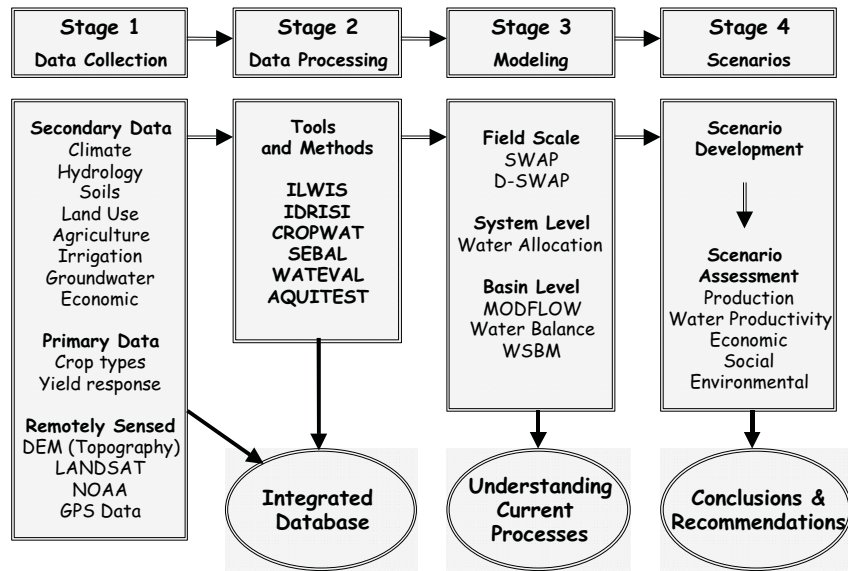 Stage 1
Data Collection
Stage 2
Data Processing
Stage 3
Modeling
Stage 4
Scenarios
Secondary Data
Climate
Hydrology
Soils
Land Use
Agriculture
Irrigation
Groundwater
Economic
Primary Data
Crop types
Yield response
Remotely Sensed
DEM (Topography)
LANDSAT
NOAA
GPS Data
Tools
and Methods
ILWIS
IDRISI
CROPWAT
SEBAL
WATEVAL
AQUITEST
Field Scale
SWAP
D-SWAP
System Level
Water Allocation
Basin Level
MODFLOW
Water Balance
WSBM
Scenario
Development
Scenario
Assessment
Production
Water Productivity
Economic
Social
Environmental
Integrated
Database
Understanding
Current
Processes
Conclusions &
Recommendations